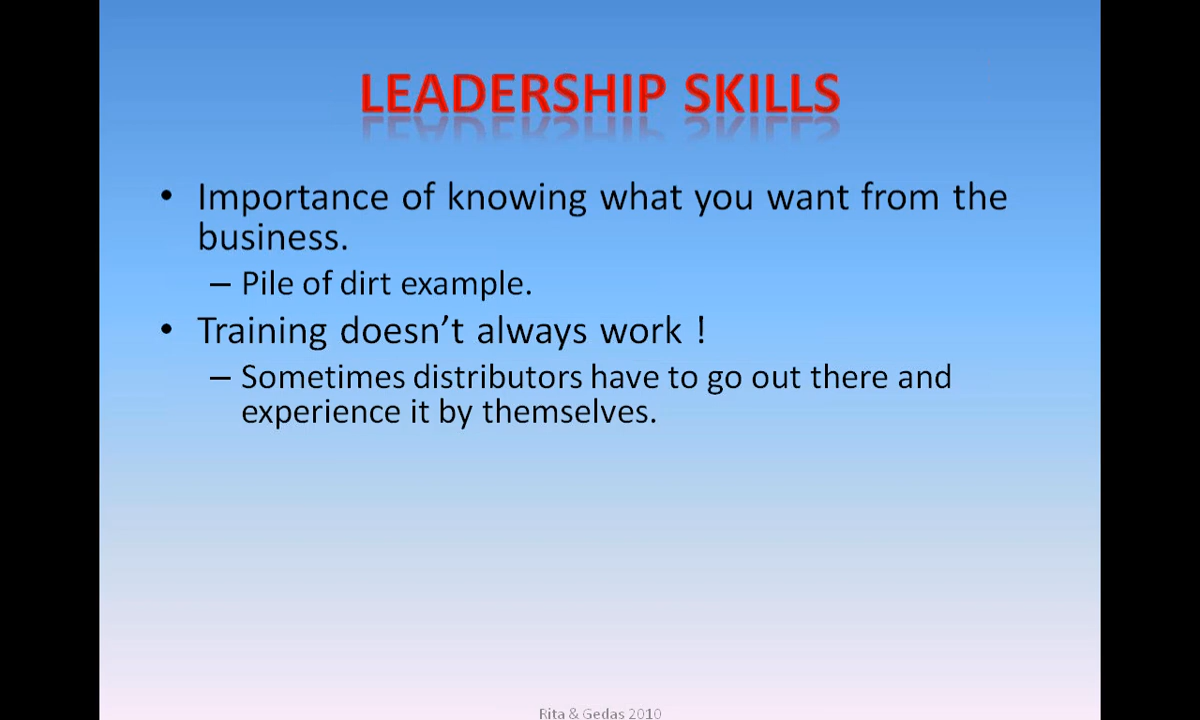 LEADERSHIP SKILLS
• Importance of knowing what you want from the
business.
– Pile of dirt example.
• Training doesn’t always work !
– Sometimes distributors have to go out there and
experience it by themselves.
Rita & Gedas 2010